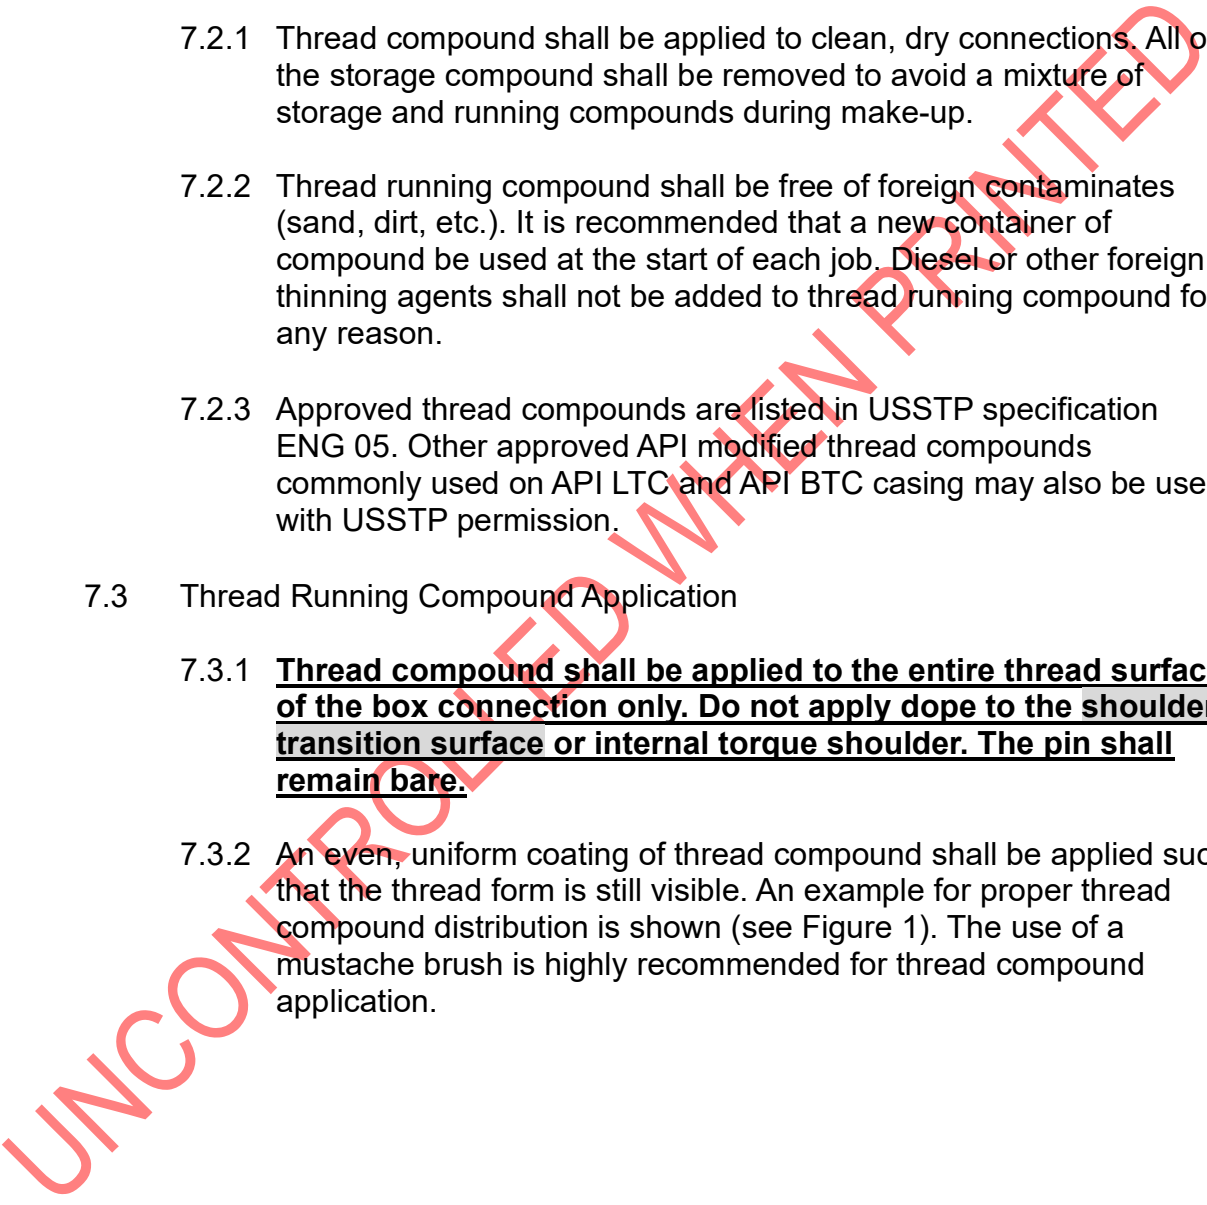 7.2.1 Thread compound shall be applied to clean, dry connections. All o
the storage compound shall be removed to avoid a mixture of
storage and running compounds during make-up.
7.2.2 Thread running compound shall be free of foreign contaminates
(sand, dirt, etc.). It is recommended that a new container of
compound be used at the start of each job. Diesel or other foreign
thinning agents shall not be added to thread running compound fo
any reason.
7.2.3 Approved thread compounds are listed in USSTP specification
ENG 05. Other approved API modified thread compounds
commonly used on API LTC and API BTC casing may also be use
with USSTP permission.
7.3 Thread Running Compound Application
7.3.1 Thread compound shall be applied to the entire thread surfac
of the box connection only. Do not apply dope to the shoulder
transition surface or internal torque shoulder. The pin shall
remain bare.
7.3.2 An even, uniform coating of thread compound shall be applied suc
that the thread form is still visible. An example for proper thread
compound distribution is shown (see Figure 1). The use of a
mustache brush is highly recommended for thread compound
application.
UNCONTROLLED WHEN PRINTED